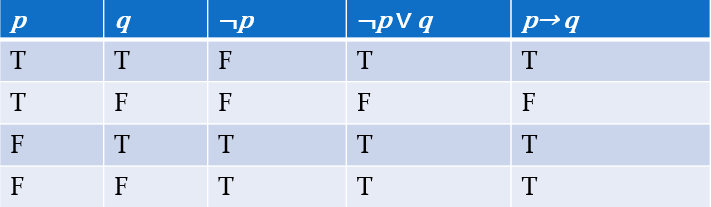 p q ¬p ¬p∨ q p→ q
T T F T T
T F F F F
F T T T T
F F T T T